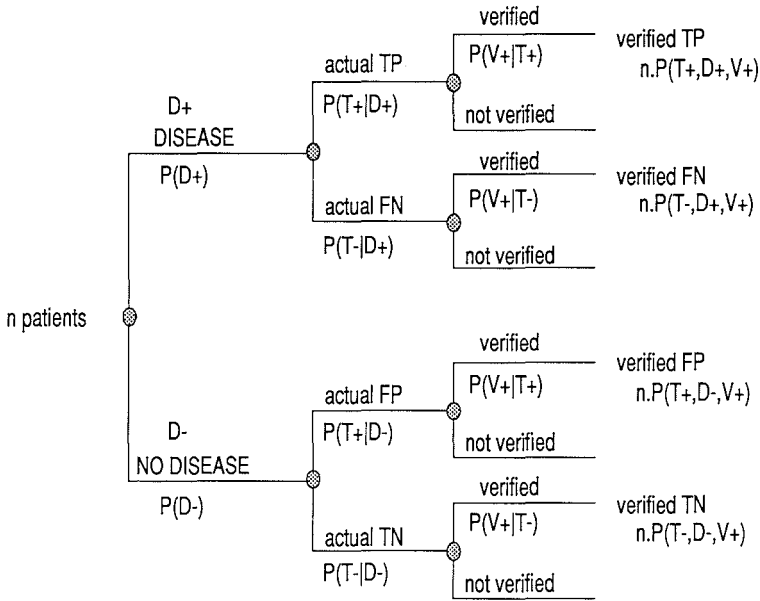 n patients
D+
DISEASE
P(D+)
D-
NO DISEASE
P(D-)
actual TP
P(T+|D+)
actual FN
P(T-|D+)
actual FP
P(T+|D-)
actual TN
P(T-|D-)
verified
P(V+|T+)
not verified
verified
P(V+|T-)
not verified
verified
P(V+|T+)
not verified
verified
P(V+|T-)
not verified
verified TP
n.P(T+,D+,V+)
verified FN
n.P(T-,D+,V+)
verified FP
n.P(T+,D-,V+)
verified TN
n.P(T-,D-,V+)